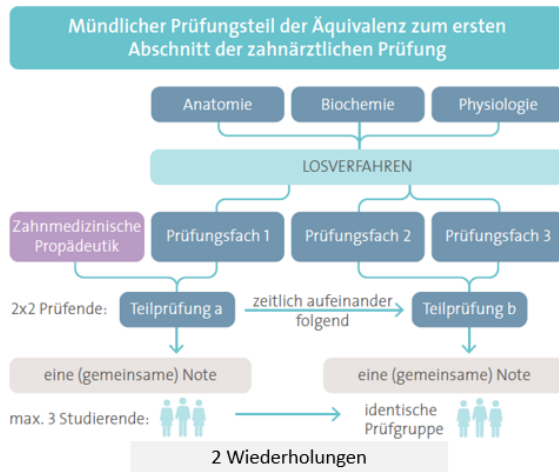 Mündlicher Prüfungsteil der Äquivalenz zum ersten
Abschnitt der zahnärztlichen Prüfung
Anatomie
Biochemie
Physiologie
LOSVERFAHREN
Zahnmedizinische
Propädeutik
Prüfungsfach 1
Prüfungsfach 2
Prüfungsfach 3
2x2 Prüfende:
Teilprüfung a
zeitlich aufeinander
folgend
Teilprüfung b
eine (gemeinsame) Note
eine (gemeinsame) Note
max. 3 Studierende:
identische
Prüfgruppe
2 Wiederholungen